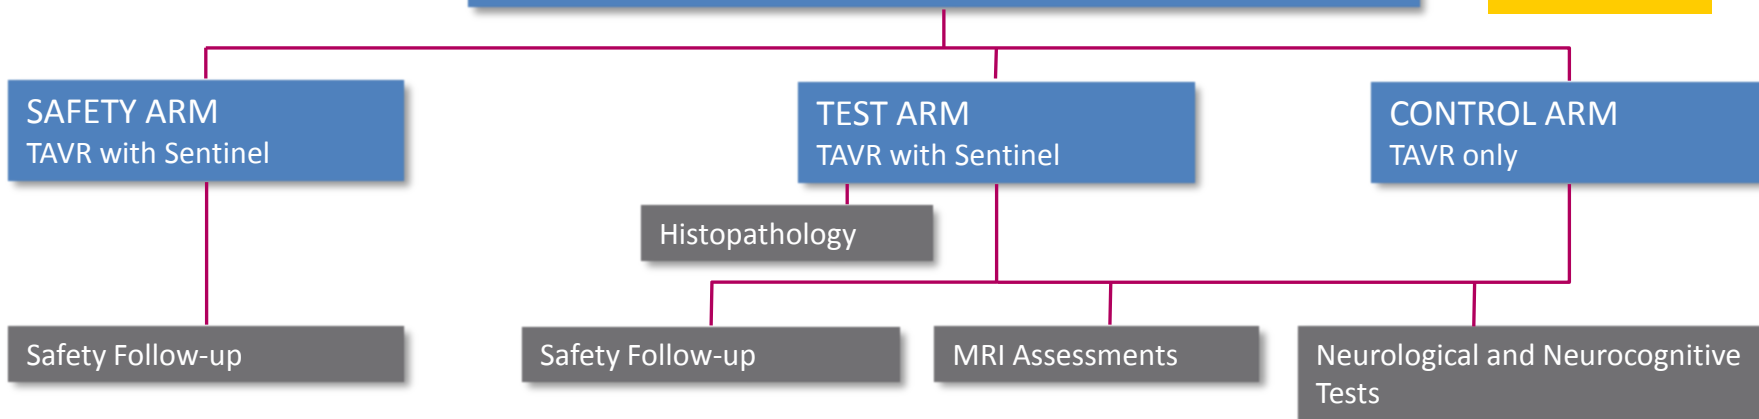 SAFETY ARM
TAVR with Sentinel
TEST ARM
TAVR with Sentinel
CONTROL ARM
TAVR only
Histopathology
Safety Follow-up
Safety Follow-up
MRI Assessments
Neurological and Neurocognitive
Tests